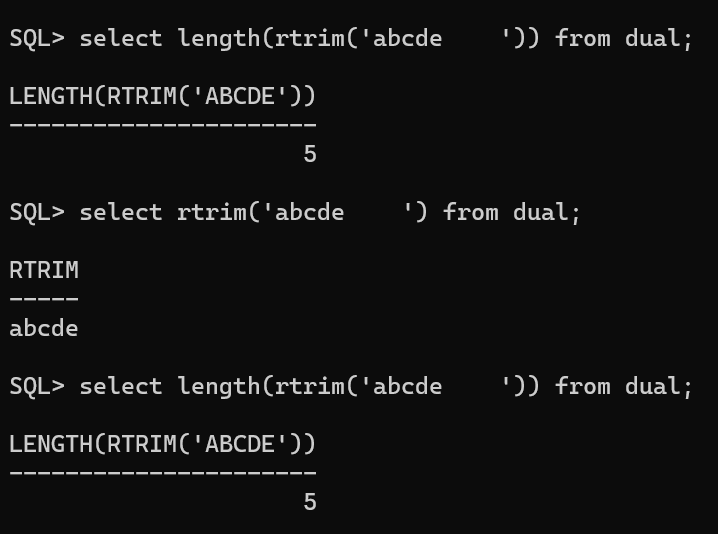 SQL> select length(rtrim('abcde    ')) from dual;
LENGTH(RTRIM('ABCDE'))
----------------------
5
SQL> select rtrim('abcde    ') from dual;
RTRIM
-----
abcde
SQL> select length(rtrim('abcde    ')) from dual;
LENGTH(RTRIM('ABCDE'))
----------------------
5